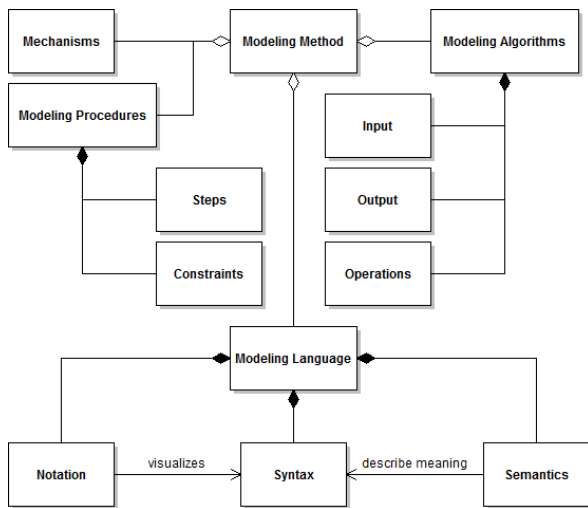 Mechanisms
Modeling Method
Modeling Algorithms
Modeling Procedures
Input
Steps
Output
Constraints
Operations
Modeling Language
Notation
visualizes
Syntax
describe meaning
Semantics